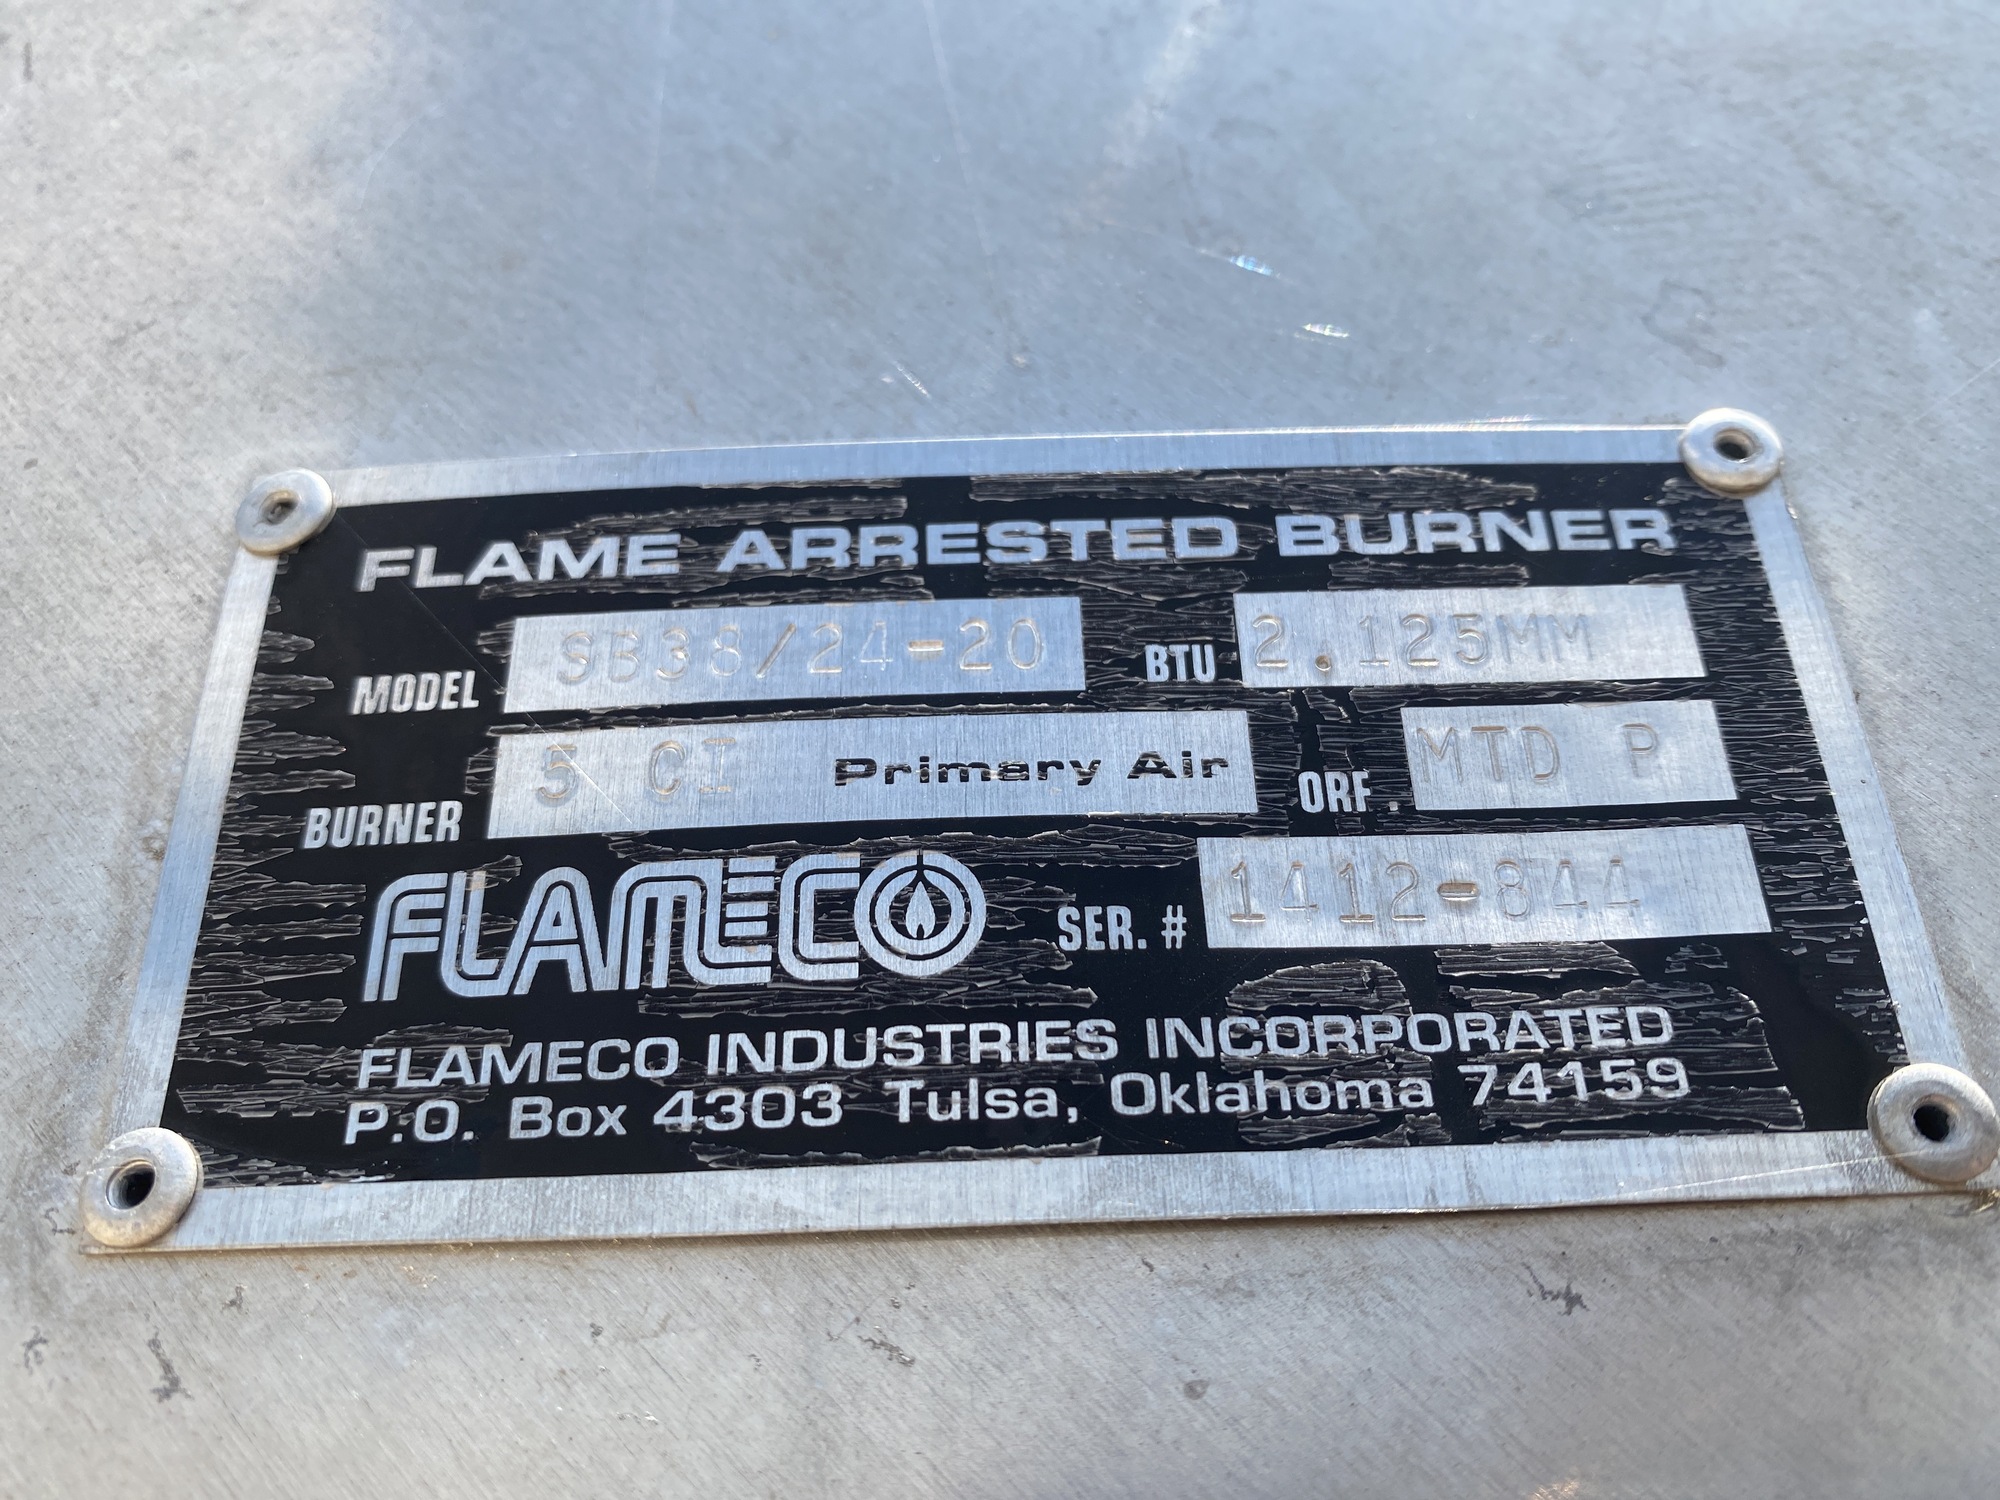 FLAME ARRESTED BURNER
MODEL SB38/24-20 BTU 2.125MM
BURNER 5 CI Primary Air ORF. MTD P
FLAMECO SER. # 1412-844
FLAMECO INDUSTRIES INCORPORATED
P.O. Box 4303 Tulsa, Oklahoma 74159